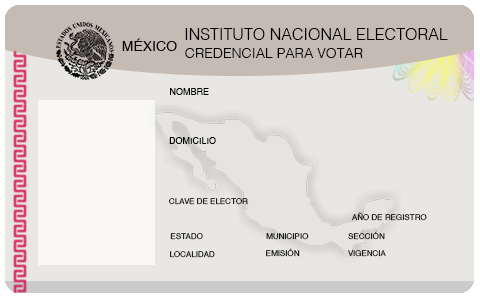 ESTADOS UNIDOS MEXICANOS
MÉXICO
INSTITUTO NACIONAL ELECTORAL
CREDENCIAL PARA VOTAR
NOMBRE
DOMICILIO
CLAVE DE ELECTOR
AÑO DE REGISTRO
ESTADO MUNICIPIO SECCIÓN
LOCALIDAD EMISIÓN VIGENCIA